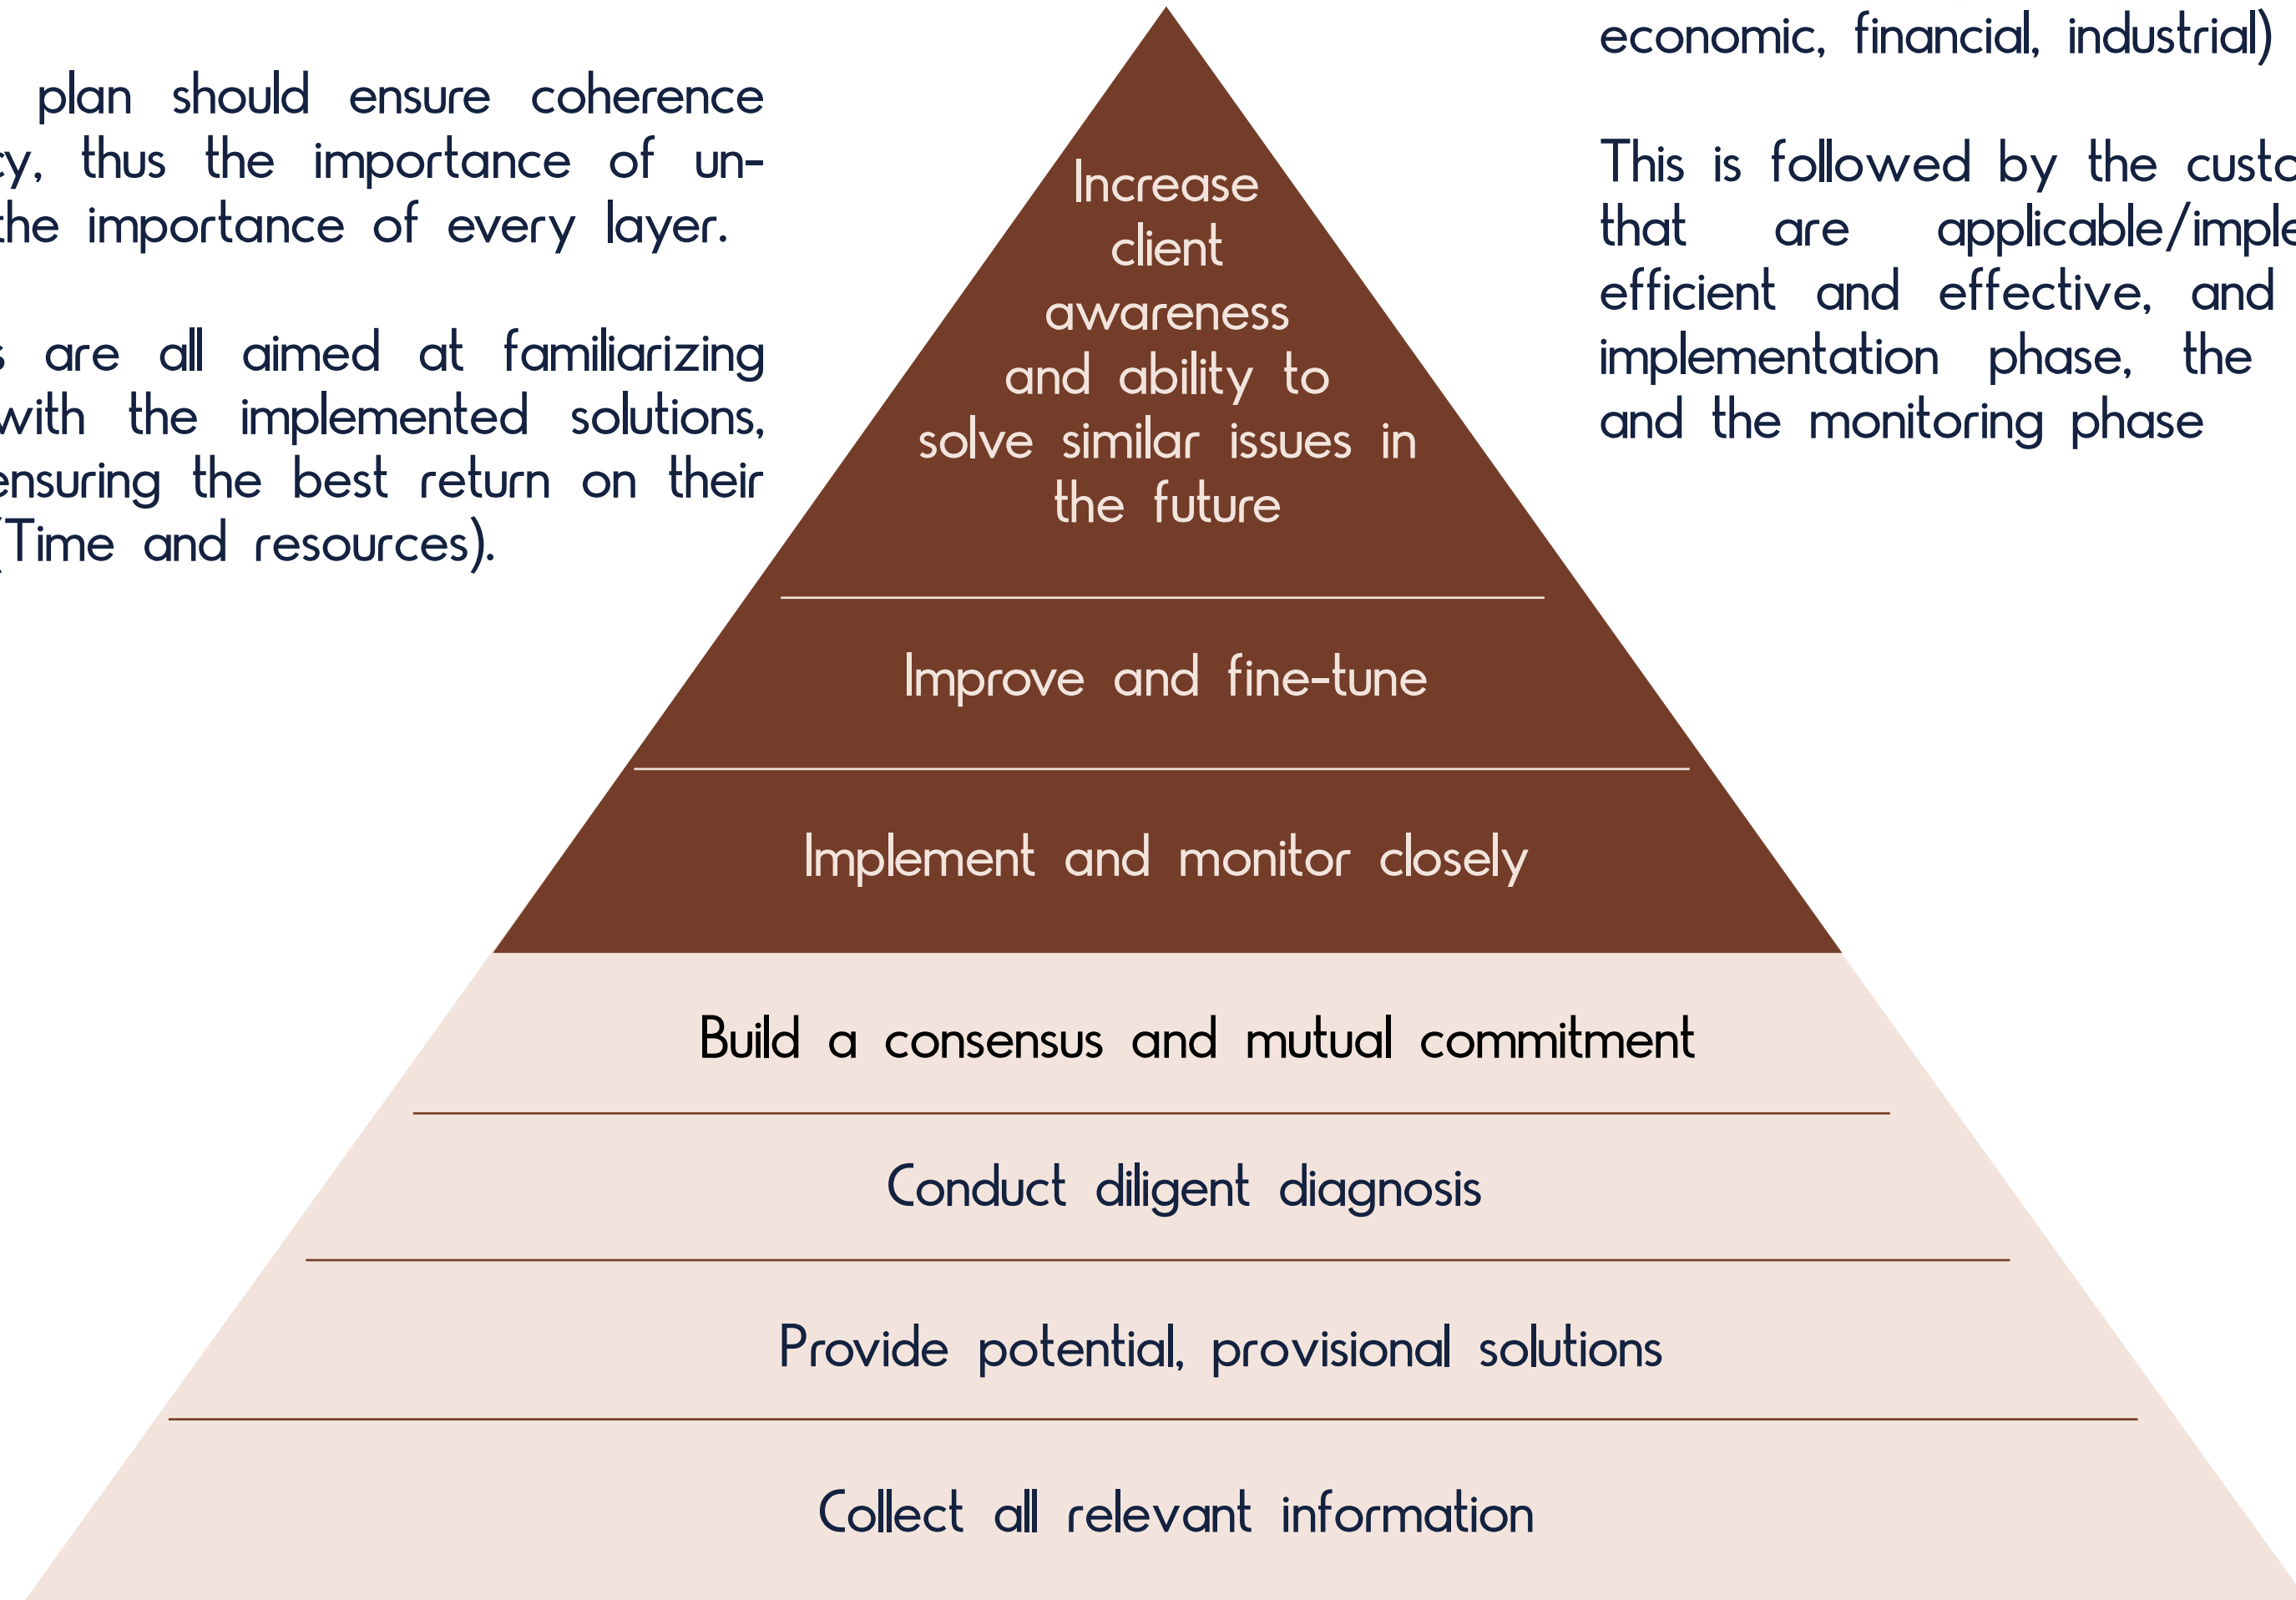 plan should ensure coherence
thus the importance of un-
the importance of every layer.
are all aimed at familiarizing
with the implemented solutions,
ensuring the best return on their
(Time and resources).
Increase
client
awareness
and ability to
solve similar issues in
the future
Improve and fine-tune
Implement and monitor closely
Build a consensus and mutual commitment
Conduct diligent diagnosis
Provide potential, provisional solutions
Collect all relevant information
economic, financial, industrial)
This is followed by the
that are
efficient and effective, and
implementation phase, the
and the monitoring phase